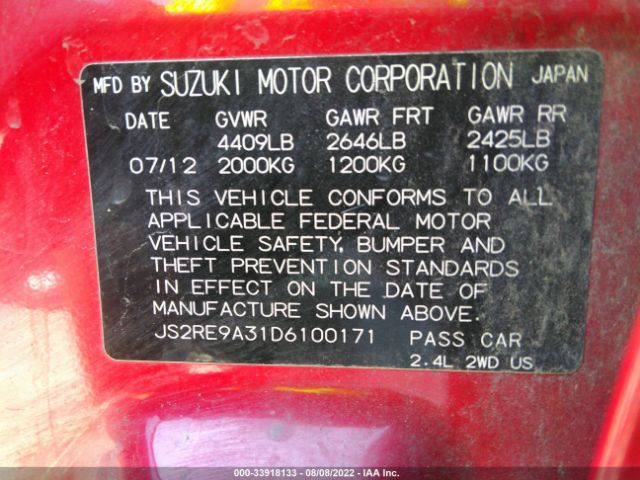 MFD BY SUZUKI MOTOR CORPORATION JAPAN
DATE GVWR GAWR FRT GAWR RR
4409LB 2646LB 2425LB
07/12 2000KG 1200KG 1100KG
THIS VEHICLE CONFORMS TO ALL
APPLICABLE FEDERAL MOTOR
VEHICLE SAFETY, BUMPER AND
THEFT PREVENTION STANDARDS
IN EFFECT ON THE DATE OF
MANUFACTURE SHOWN ABOVE.
JS2RE9A31D6100171 PASS CAR
2.4L 2WD US
000-33918133 - 08/08/2022 - IAA Inc.